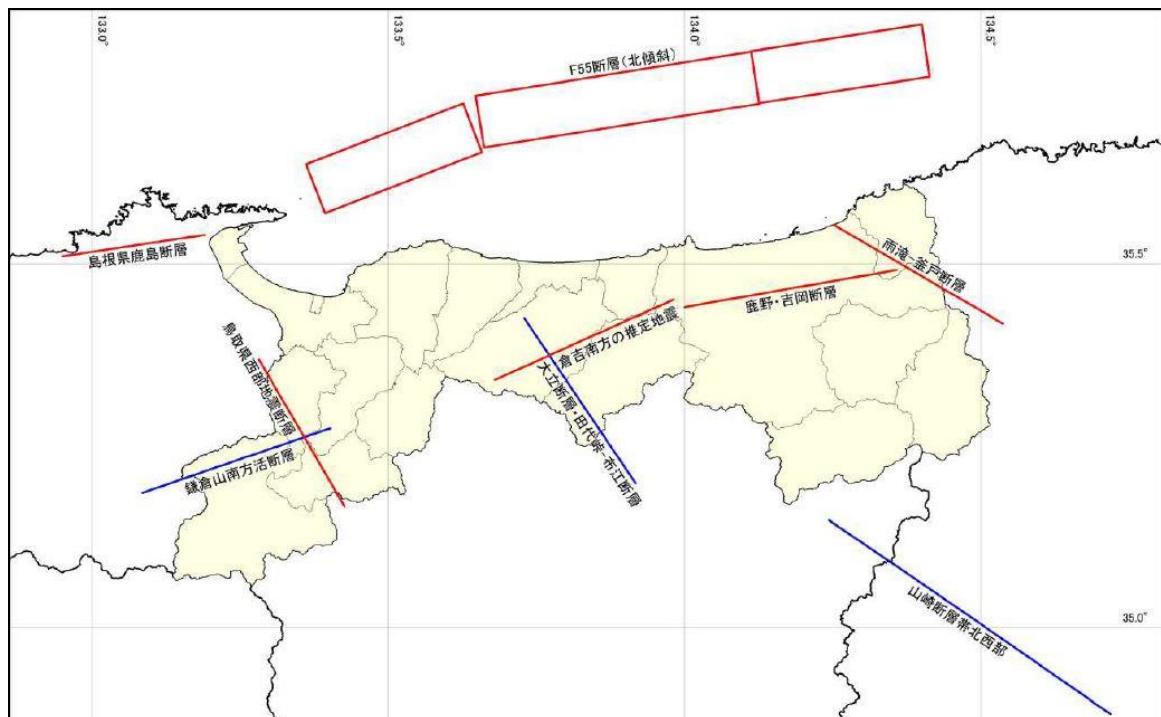 133.0°
133.5°
134.0°
134.5°
F55断層(北傾斜)
島根県鹿島断層
雨滝-釜戸断層
35.5°
鹿野・吉岡断層
倉吉南方の推定地震
鳥取県西部地震断層
大立断層・田代峠-布江断層
鎌倉山南方活断層
山崎断層帯北西部
35.0°